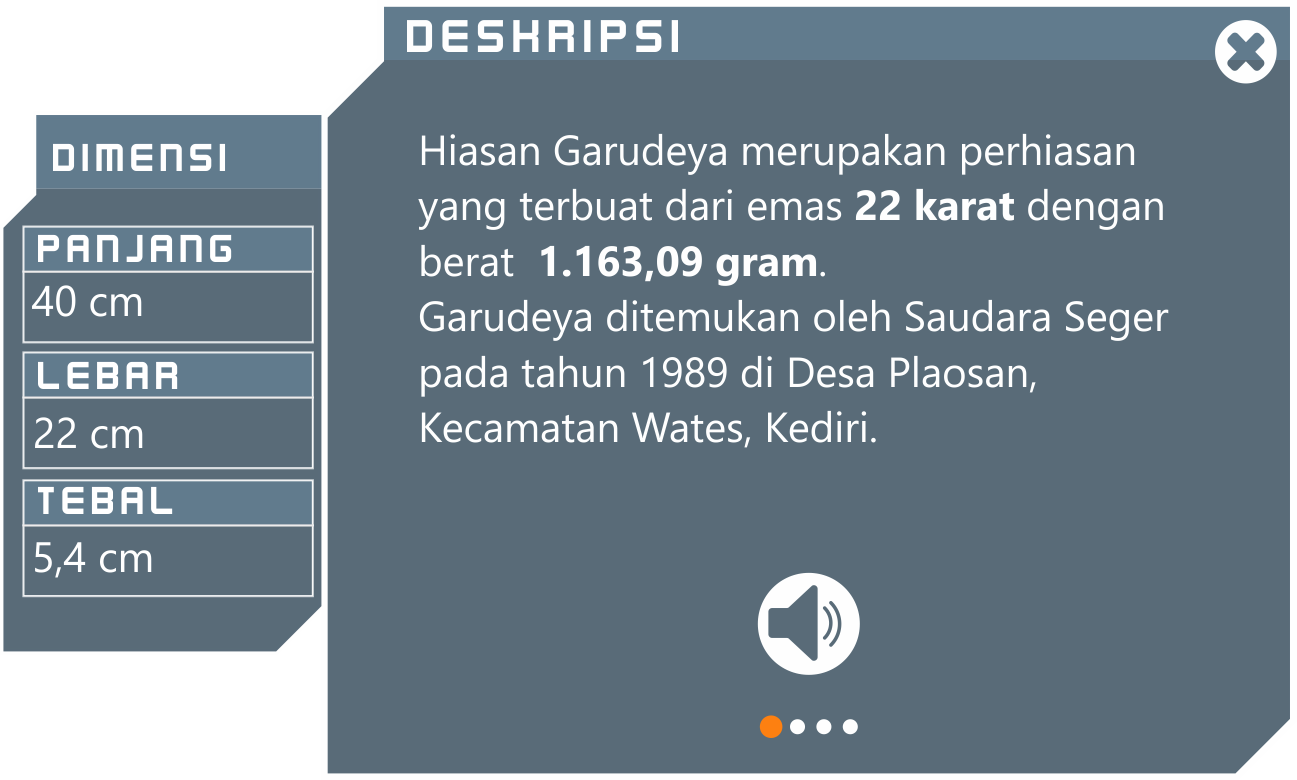 DESKRIPSI
Hiasan Garudeya merupakan perhiasan
yang terbuat dari emas 22 karat dengan
berat 1.163,09 gram.
Garudeya ditemukan oleh Saudara Seger
pada tahun 1989 di Desa Plaosan,
Kecamatan Wates, Kediri.
DIMENSI
PANJANG
40 cm
LEBAR
22 cm
TEBAL
5,4 cm